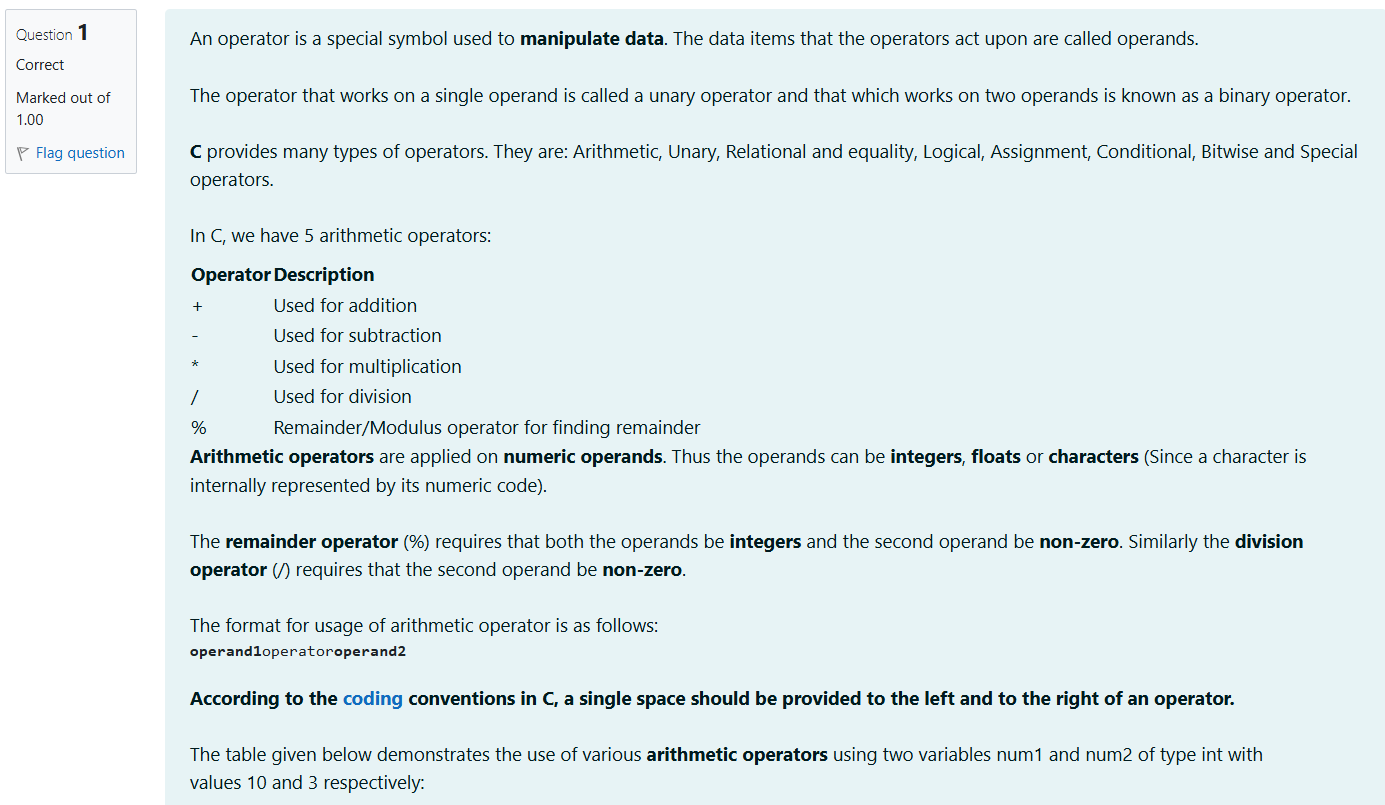 Question 1
Correct
Marked out of
1.00
Flag question
An operator is a special symbol used to manipulate data. The data items that the operators act upon are called operands.
The operator that works on a single operand is called a unary operator and that which works on two operands is known as a binary operator.
C provides many types of operators. They are: Arithmetic, Unary, Relational and equality, Logical, Assignment, Conditional, Bitwise and Special
operators.
In C, we have 5 arithmetic operators:
Operator Description
+ Used for addition
- Used for subtraction
* Used for multiplication
/ Used for division
% Remainder/Modulus operator for finding remainder
Arithmetic operators are applied on numeric operands. Thus the operands can be integers, floats or characters (Since a character is
internally represented by its numeric code).
The remainder operator (%) requires that both the operands be integers and the second operand be non-zero. Similarly the division
operator (/) requires that the second operand be non-zero.
The format for usage of arithmetic operator is as follows:
operand1operatoroperand2
According to the coding conventions in C, a single space should be provided to the left and to the right of an operator.
The table given below demonstrates the use of various arithmetic operators using two variables num1 and num2 of type int with
values 10 and 3 respectively: